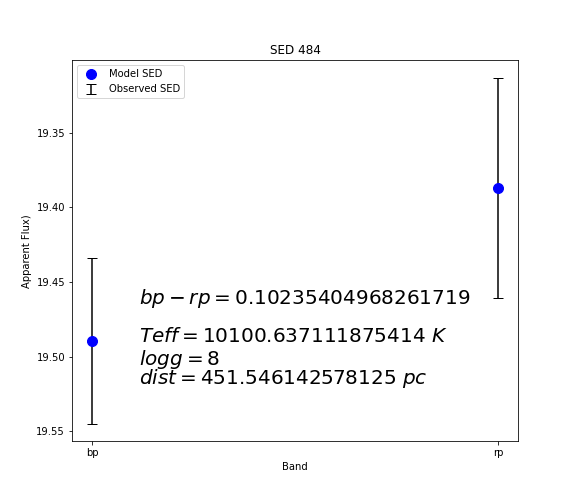 SED 484
Model SED
Observed SED
19.35
19.40
19.45
19.50
19.55
Apparent Flux)
bp − rp = 0.10235404968261719
Teff = 10100.637111875414 K
logg = 8
dist = 451.546142578125 pc
bp
rp
Band